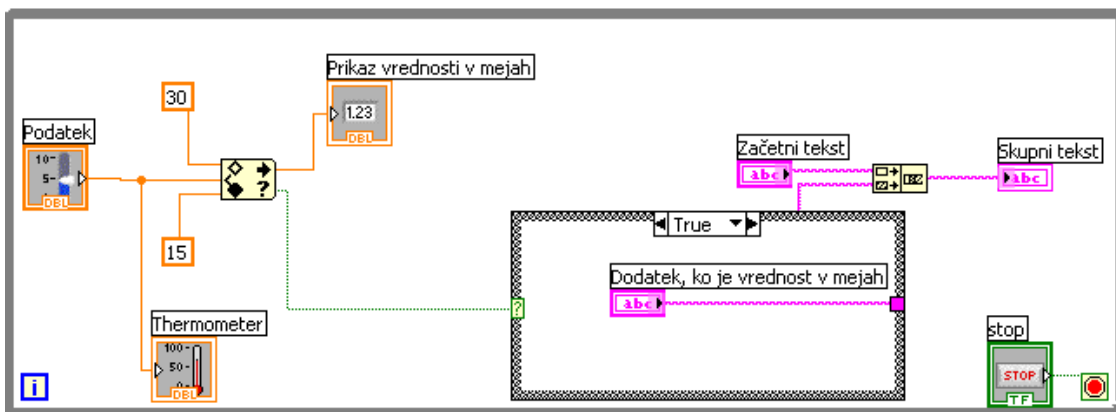 Prikaz vrednosti v mejah
30
1.23
DBL
Podatek
10-
5-
DBL
?
Začetni tekst
abc
Skupni tekst
abc
True
15
Dodatek, ko je vrednost v mejah
abc
?
Thermometer
100-
50-
0-
DBL
stop
STOP
TF
i